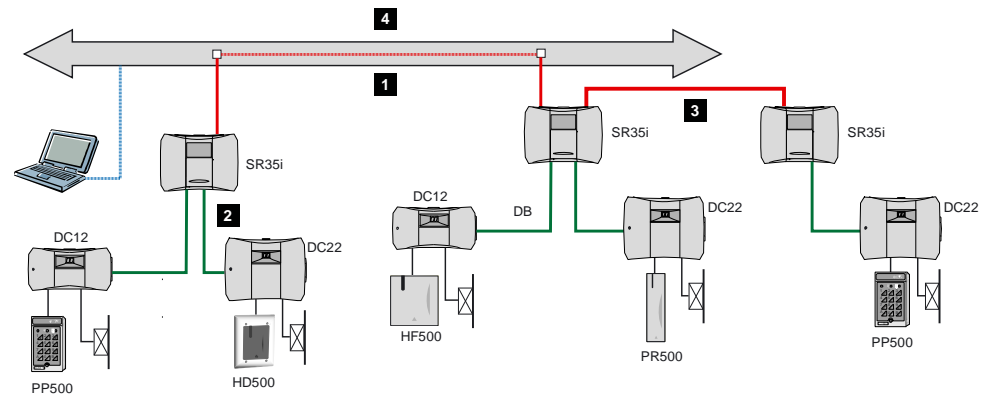 4
1
3
SR35i
SR35i
SR35i
DC12
DB
DC22
DC22
2
DC12
DC22
HF500
PR500
PP500
PP500
HD500